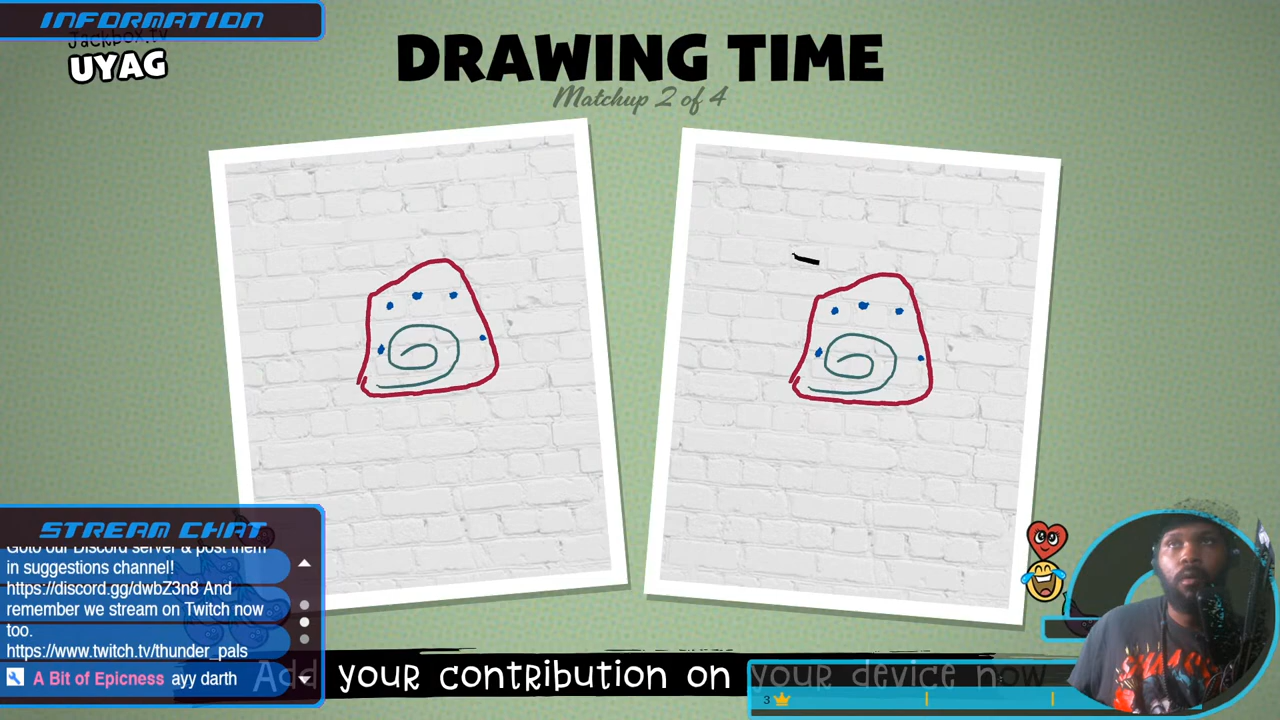 INFORMATION
Jackbox.tv
UYAG
DRAWING TIME
Matchup 2 of 4
STREAM CHAT
Goto our Discord server & post them
in suggestions channel!
https://discord.gg/dwbZ3n8 And
remember we stream on Twitch now
too.
https://www.twitch.tv/thunder_pals
A Bit of Epicness ayy darth
Add your contribution on your device now
3